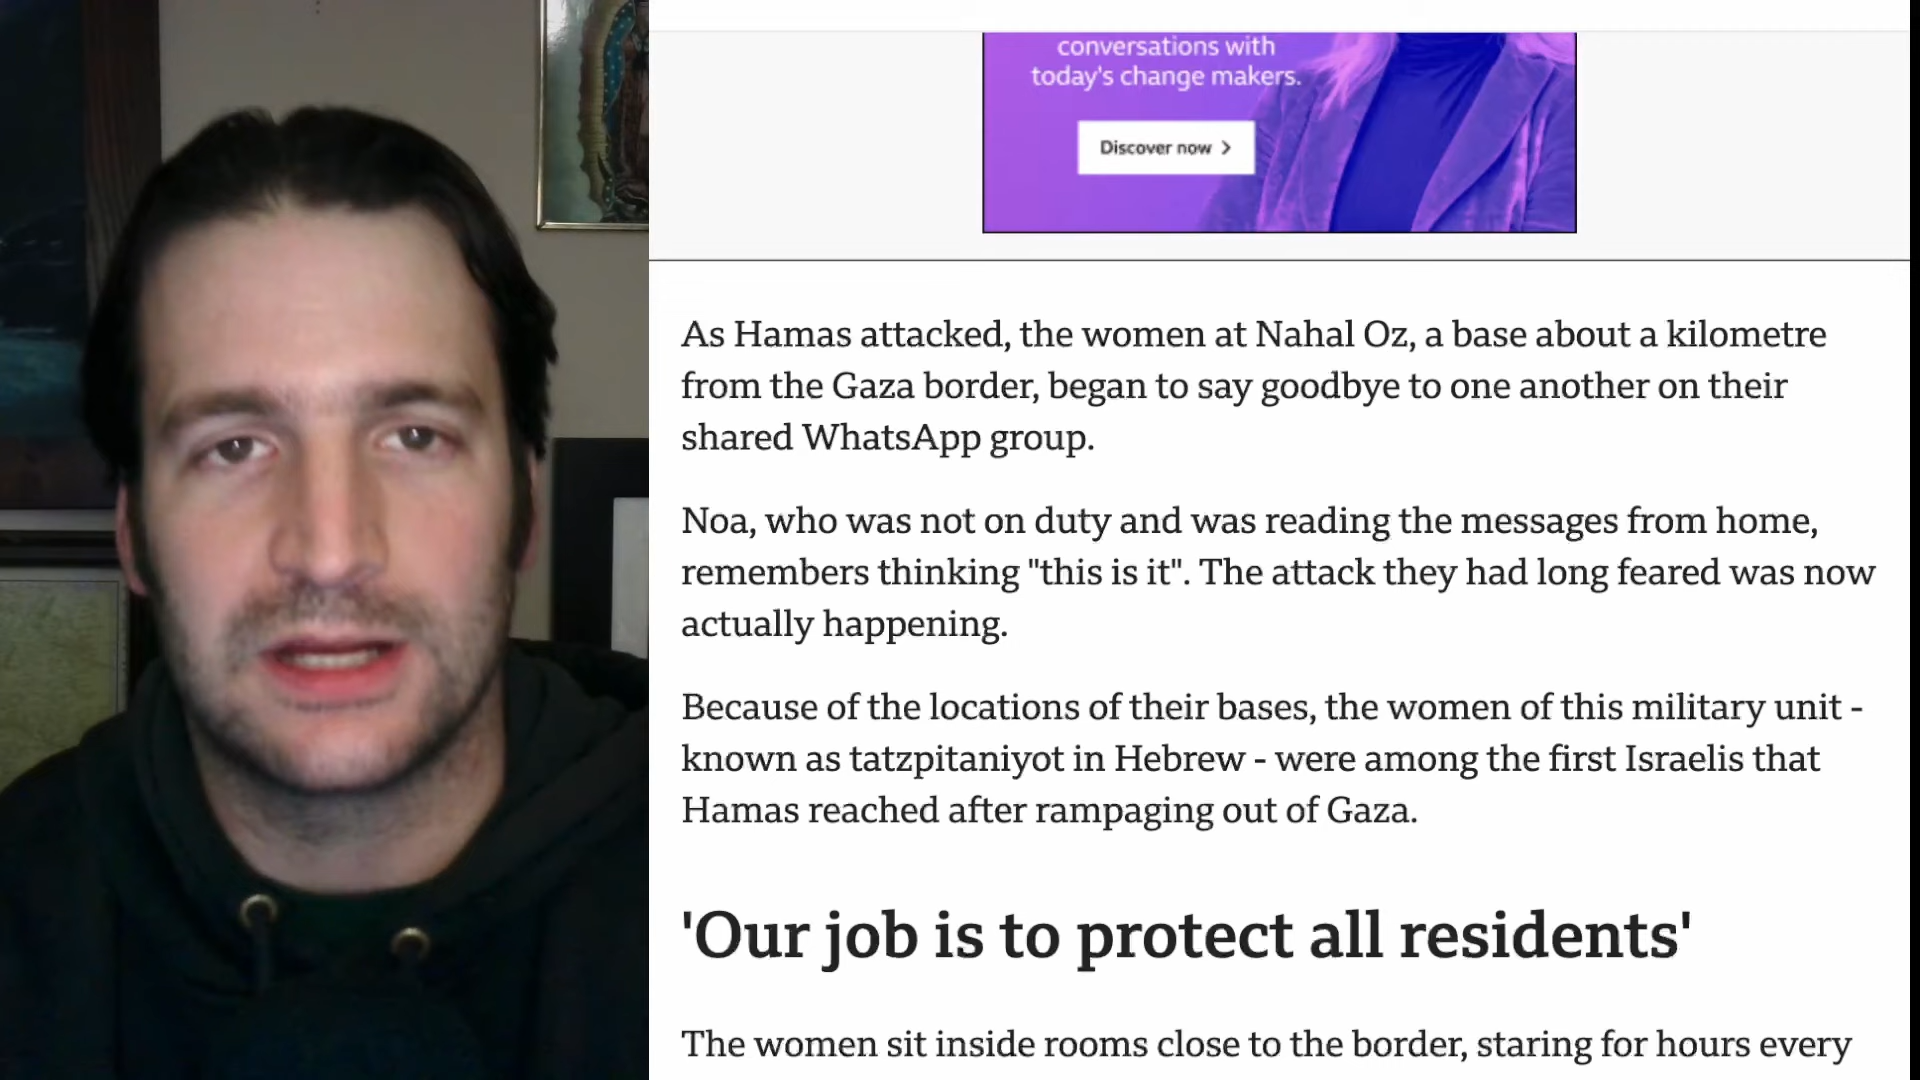 conversations with
today's change makers.
Discover now >
As Hamas attacked, the women at Nahal Oz, a base about a kilometre
from the Gaza border, began to say goodbye to one another on their
shared WhatsApp group.
Noa, who was not on duty and was reading the messages from home,
remembers thinking "this is it". The attack they had long feared was now
actually happening.
Because of the locations of their bases, the women of this military unit -
known as tatzpitaniyot in Hebrew - were among the first Israelis that
Hamas reached after rampaging out of Gaza.
'Our job is to protect all residents'
The women sit inside rooms close to the border, staring for hours every